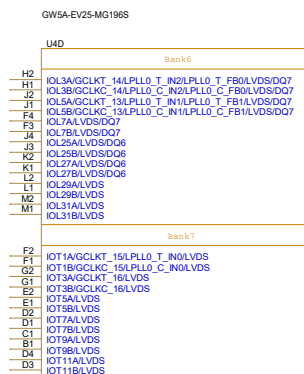 GW5A-EV25-MG196S
U4D
Bank6
H2 IOL3A/GCLKT_14/LPLL0_T_IN2/LPLL0_T_FB0/LVDS/DQ7
H1 IOL3B/GCLKC_14/LPLL0_C_IN2/LPLL0_C_FB0/LVDS/DQ7
J2 IOL5A/GCLKT_13/LPLL0_T_IN1/LPLL0_T_FB1/LVDS/DQ7
J1 IOL5B/GCLKC_13/LPLL0_C_IN1/LPLL0_C_FB1/LVDS/DQ7
F4 IOL7A/LVDS/DQ7
F3 IOL7B/LVDS/DQ7
J4 IOL25A/LVDS/DQ6
J3 IOL25B/LVDS/DQ6
K2 IOL27A/LVDS/DQ6
K1 IOL27B/LVDS/DQ6
L2 IOL29A/LVDS
L1 IOL29B/LVDS
M2 IOL31A/LVDS
M1 IOL31B/LVDS
Bank7
F2 IOT1A/GCLKT_15/LPLL0_T_IN0/LVDS
F1 IOT1B/GCLKC_15/LPLL0_C_IN0/LVDS
G2 IOT3A/GCLKT_16/LVDS
G1 IOT3B/GCLKC_16/LVDS
E2 IOT5A/LVDS
E1 IOT5B/LVDS
D2 IOT7A/LVDS
D1 IOT7B/LVDS
C1 IOT9A/LVDS
B1 IOT9B/LVDS
D4 IOT11A/LVDS
D3 IOT11B/LVDS